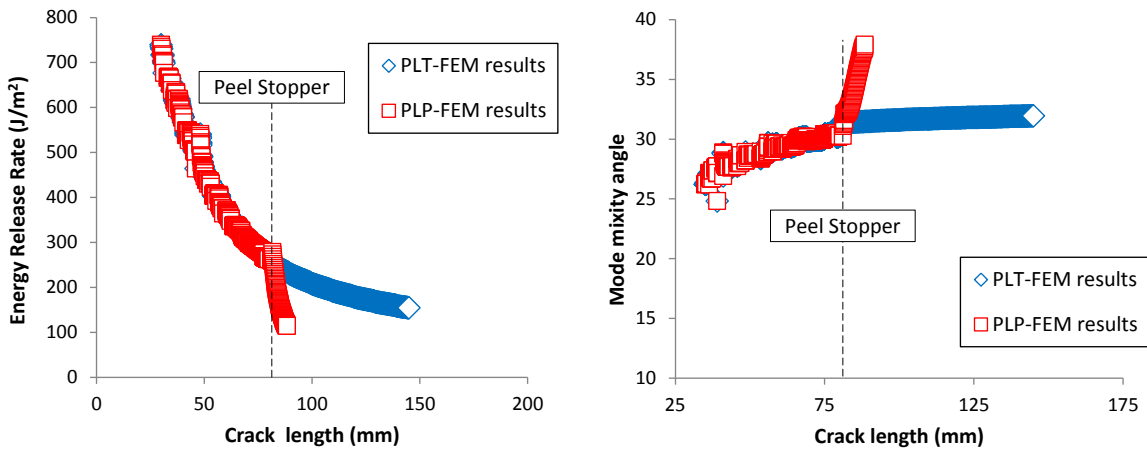 800
700
600
500
400
300
200
100
0
Energy Release Rate (J/m²)
PLT-FEM results
PLP-FEM results
Peel Stopper
0 50 100 150 200
Crack length (mm)
40
35
30
25
20
15
10
Mode mixity angle
Peel Stopper
PLT-FEM results
PLP-FEM results
25 75 125 175
Crack length (mm)